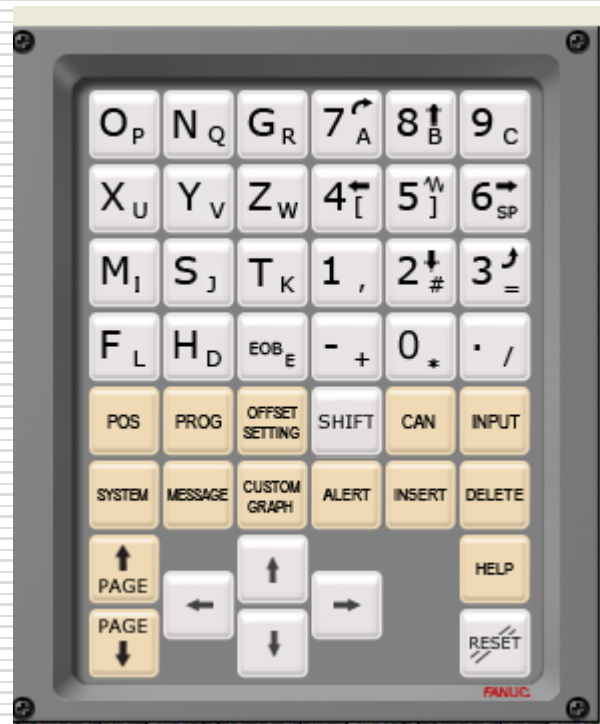 OP NQ GR 7A 8B 9C
XU YV ZW 4[ 5] 6SP
MI SJ TK 1, 2# 3=
FL HD EOBE -+ 0* ·/
POS PROG OFFSET SETTING SHIFT CAN INPUT
SYSTEM MESSAGE CUSTOM GRAPH ALERT INSERT DELETE
PAGE HELP
PAGE RESET
FANUC